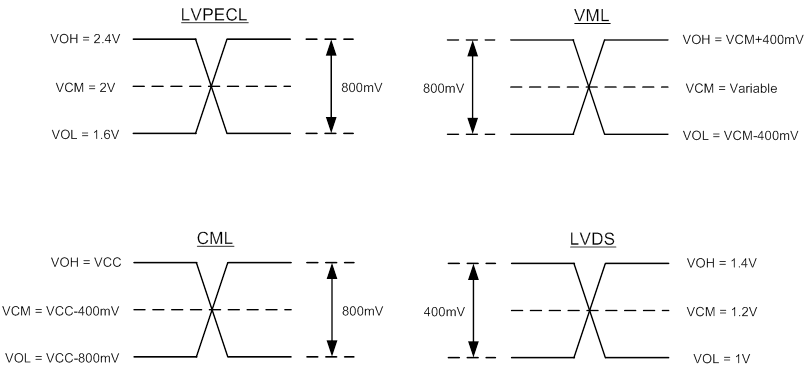 LVPECL
VOH = 2.4V
VCM = 2V
VOL = 1.6V
800mV
VML
800mV
VOH = VCM+400mV
VCM = Variable
VOL = VCM-400mV
CML
VOH = VCC
VCM = VCC-400mV
VOL = VCC-800mV
800mV
LVDS
400mV
VOH = 1.4V
VCM = 1.2V
VOL = 1V